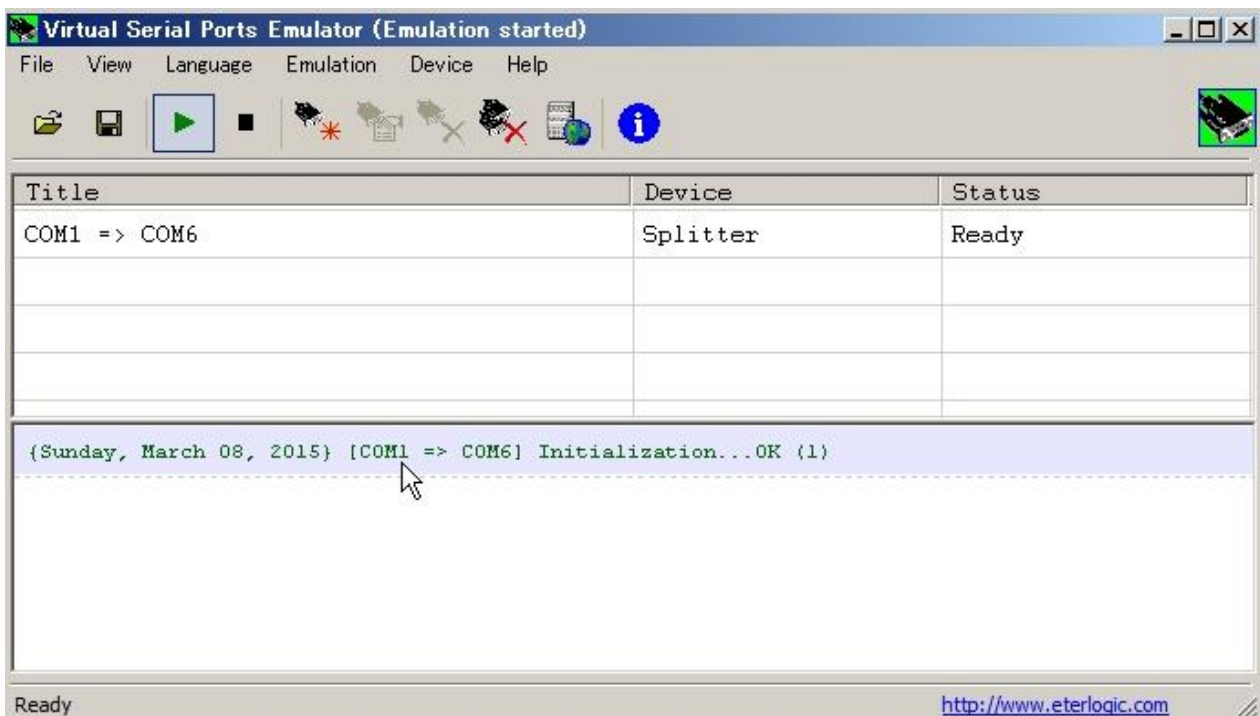 Virtual Serial Ports Emulator (Emulation started)
File View Language Emulation Device Help
Title Device Status
COM1 => COM6 Splitter Ready
{Sunday, March 08, 2015} [COM1 => COM6] Initialization...OK (1)
Ready http://www.eterlogic.com